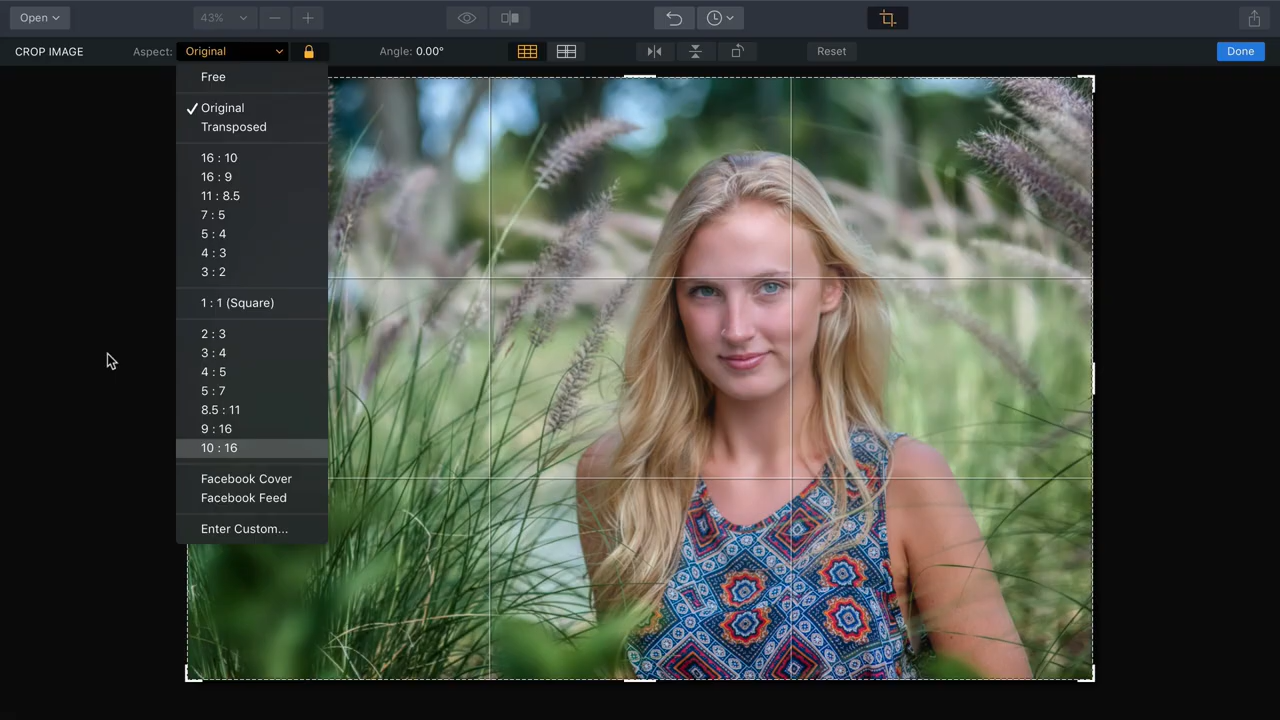 Open
43%
CROP IMAGE
Aspect: Original
Angle: 0.00°
Reset
Done
Free
Original
Transposed
16 : 10
16 : 9
11 : 8.5
7 : 5
5 : 4
4 : 3
3 : 2
1 : 1 (Square)
2 : 3
3 : 4
4 : 5
5 : 7
8.5 : 11
9 : 16
10 : 16
Facebook Cover
Facebook Feed
Enter Custom...